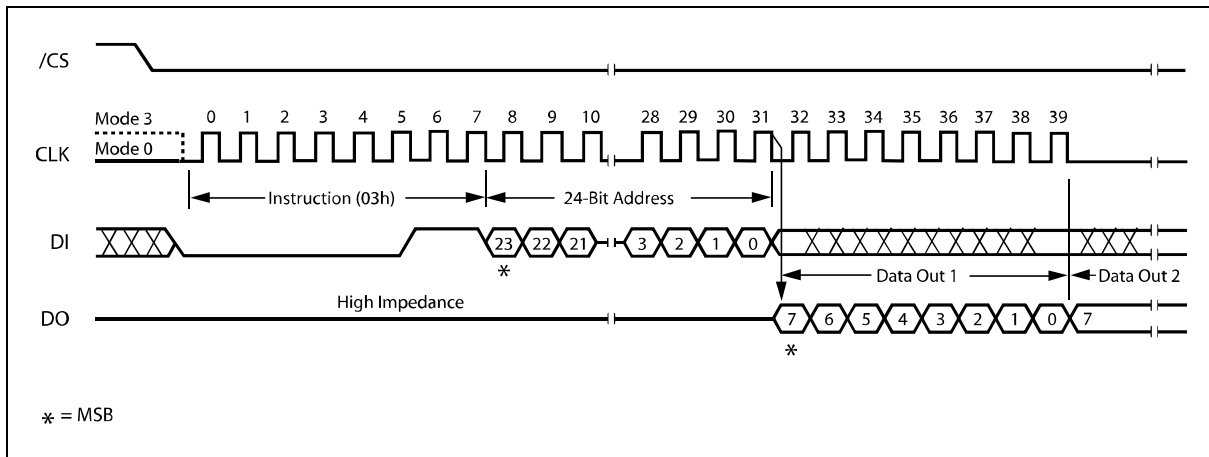 /CS
Mode 3
0 1 2 3 4 5 6 7 8 9 10 28 29 30 31 32 33 34 35 36 37 38 39
CLK
Mode 0
Instruction (03h) 24-Bit Address
DI
23 22 21 3 2 1 0
*
Data Out 1 Data Out 2
High Impedance
DO
7 6 5 4 3 2 1 0 7
*
* = MSB